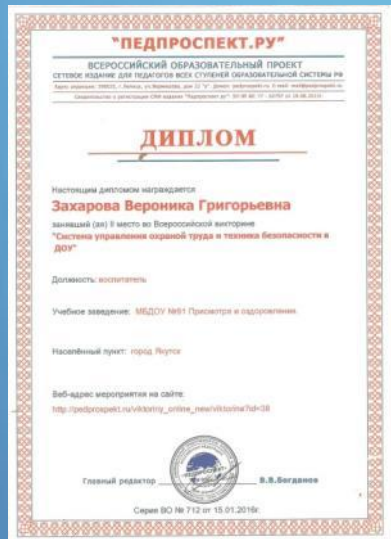 "ПЕДПРОСПЕКТ.РУ"
ВСЕРОССИЙСКИЙ ОБРАЗОВАТЕЛЬНЫЙ ПРОЕКТ
СЕТЕВОЕ ИЗДАНИЕ ДЛЯ ПЕДАГОГОВ ВСЕХ СТУПЕНЕЙ ОБРАЗОВАТЕЛЬНОЙ СИСТЕМЫ РФ
ДИПЛОМ
Настоящим дипломом награждается
Захарова Вероника Григорьевна
занявший (ая) II место во Всероссийской викторине
"Система управления охраной труда и техника безопасности в
ДОУ"
Должность: воспитатель
Учебное заведение: МБДОУ №91 Присмотра и оздоровления
Населённый пункт: город Якутск
Веб-адрес мероприятия на сайте:
http://pedprospekt.ru/viktoriny_online_new/viktorina?id=38
Главный редактор В.В.Богданов
Серия ВО № 712 от 15.01.2016г.